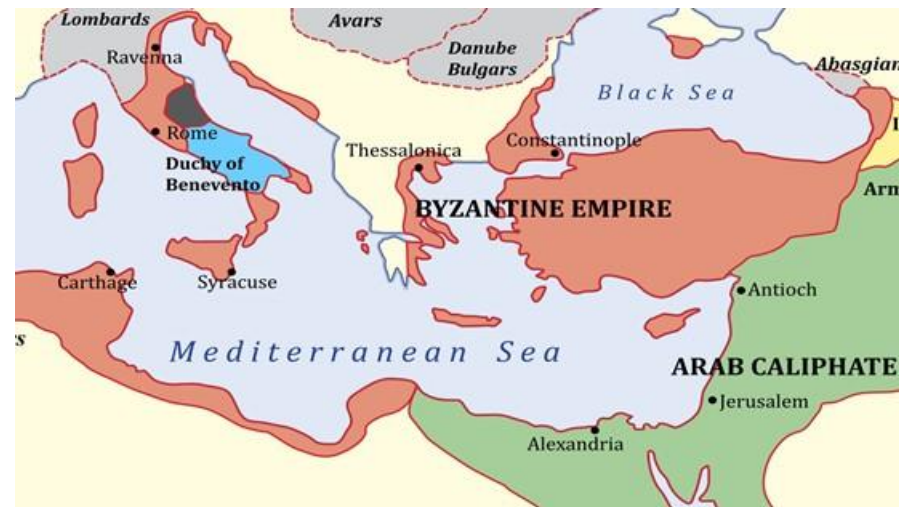 Lombards
Avars
Ravenna
Danube
Bulgars
Abasgian
Black Sea
Rome
Constantinople
Thessalonica
Duchy of
Benevento
Arm
BYZANTINE EMPIRE
Carthage
Syracuse
Antioch
Mediterranean Sea
ARAB CALIPHATE
Jerusalem
Alexandria